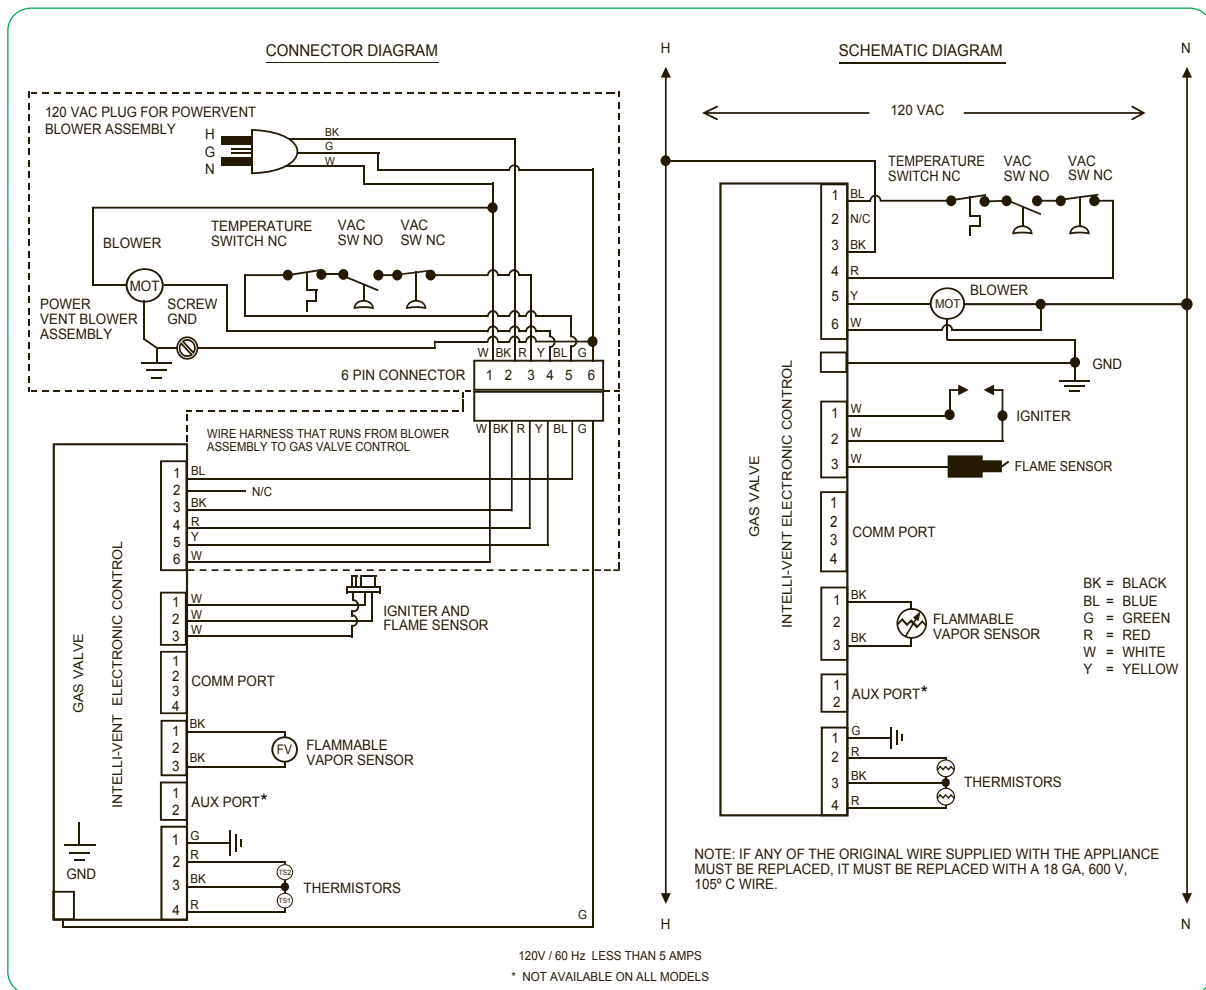 CONNECTOR DIAGRAM
120 VAC PLUG FOR POWERVENT
BLOWER ASSEMBLY
H
G
N
BK
G
W
TEMPERATURE
SWITCH NC
VAC
SW NO
VAC
SW NC
BLOWER
MOT
POWER
VENT BLOWER
ASSEMBLY
SCREW
GND
W BK R Y BL G
6 PIN CONNECTOR
1 2 3 4 5 6
W BK R Y BL G
WIRE HARNESS THAT RUNS FROM BLOWER
ASSEMBLY TO GAS VALVE CONTROL
GAS VALVE
INTELLI-VENT ELECTRONIC CONTROL
1 BL
2 N/C
3 BK
4 R
5 Y
6 W
1 W
2 W
3 W
IGNITER AND
FLAME SENSOR
1
2
3
4
COMM PORT
1 BK
2
3 BK
FV
FLAMMABLE
VAPOR SENSOR
1
2
AUX PORT*
1 G
2 R
3 BK
4 R
TS2
TS1
THERMISTORS
GND
G
SCHEMATIC DIAGRAM
H
N
120 VAC
TEMPERATURE
SWITCH NC
VAC
SW NO
VAC
SW NC
1 BL
2 N/C
3 BK
4 R
5 Y
6 W
MOT
BLOWER
GND
GAS VALVE
INTELLI-VENT ELECTRONIC CONTROL
1 W
2 W
3 W
IGNITER
FLAME SENSOR
1
2
3
4
COMM PORT
1 BK
2
3 BK
FLAMMABLE
VAPOR SENSOR
1
2
AUX PORT*
1 G
2 R
3 BK
4 R
THERMISTORS
BK = BLACK
BL = BLUE
G = GREEN
R = RED
W = WHITE
Y = YELLOW
NOTE: IF ANY OF THE ORIGINAL WIRE SUPPLIED WITH THE APPLIANCE
MUST BE REPLACED, IT MUST BE REPLACED WITH A 18 GA, 600 V,
105º C WIRE.
H
N
120V / 60 Hz LESS THAN 5 AMPS
* NOT AVAILABLE ON ALL MODELS